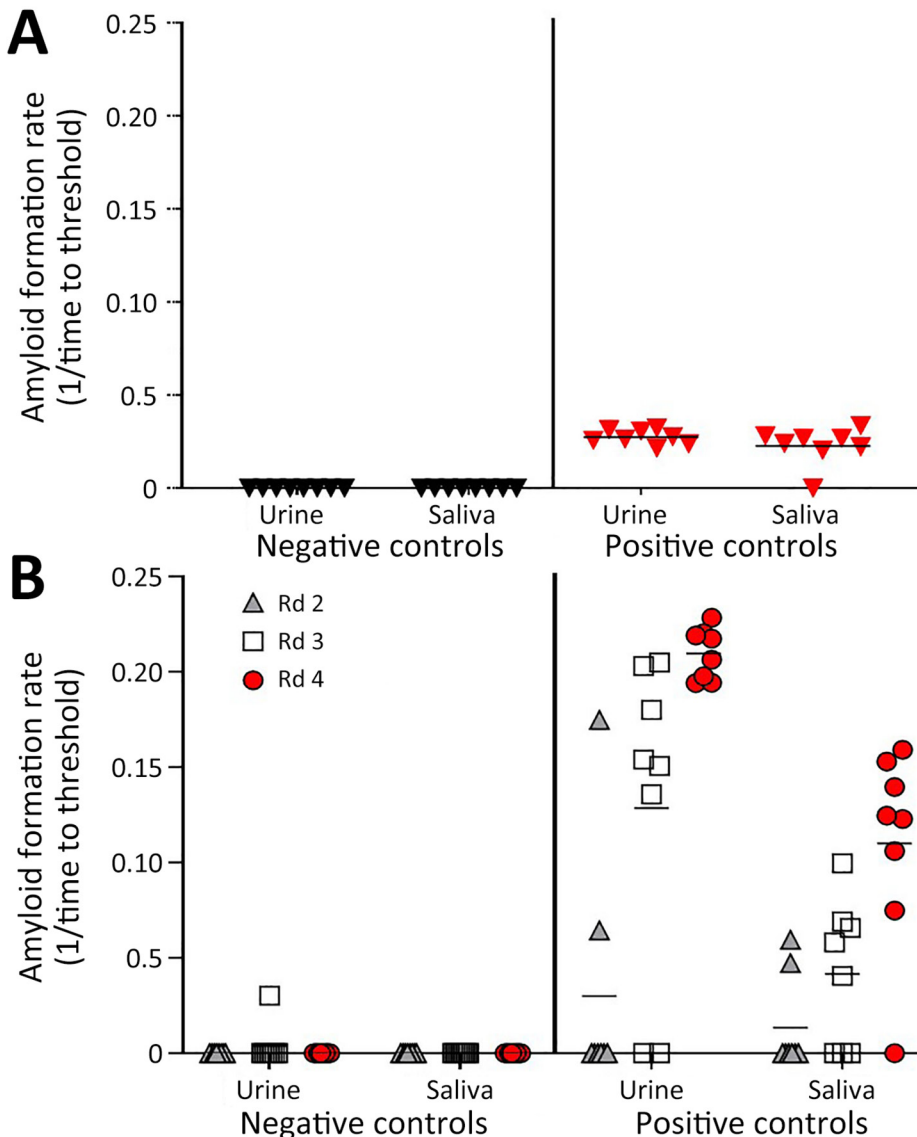 A
Amyloid formation rate
(1/time to threshold)
0.25
0.20
0.15
0.10
0.5
0
Urine
Saliva
Urine
Saliva
Negative controls
Positive controls
B
Amyloid formation rate
(1/time to threshold)
0.25
0.20
0.15
0.10
0.5
0
Rd 2
Rd 3
Rd 4
Urine
Saliva
Urine
Saliva
Negative controls
Positive controls